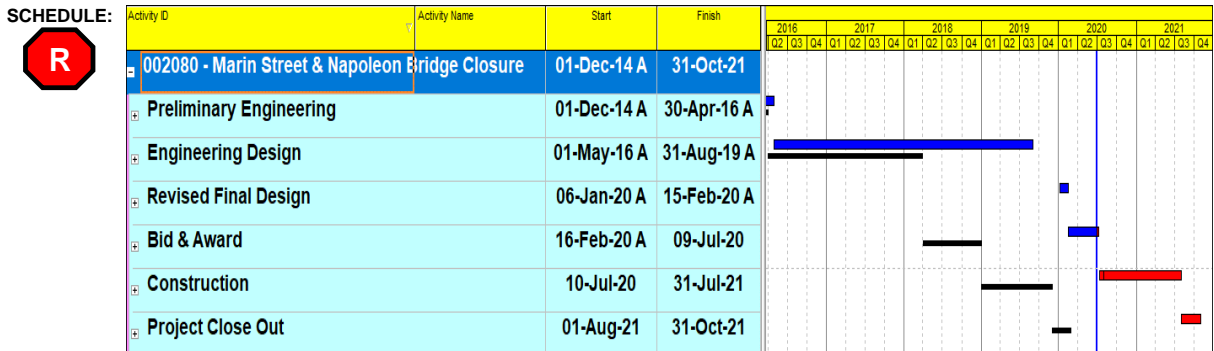 SCHEDULE:
R
Activity ID Activity Name Start Finish
2016 2017 2018 2019 2020 2021
Q2 Q3 Q4 Q1 Q2 Q3 Q4 Q1 Q2 Q3 Q4 Q1 Q2 Q3 Q4 Q1 Q2 Q3 Q4 Q1 Q2 Q3 Q4
002080 - Marin Street & Napoleon Bridge Closure 01-Dec-14 A 31-Oct-21
Preliminary Engineering 01-Dec-14 A 30-Apr-16 A
Engineering Design 01-May-16 A 31-Aug-19 A
Revised Final Design 06-Jan-20 A 15-Feb-20 A
Bid & Award 16-Feb-20 A 09-Jul-20
Construction 10-Jul-20 31-Jul-21
Project Close Out 01-Aug-21 31-Oct-21